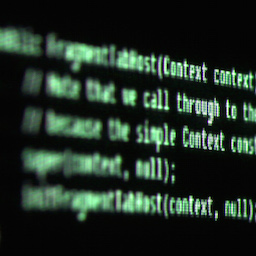 public FragmentTabHost(Context context)
// Note that we call through to the
// because the simple Context cons
super(context, null);
initFragmentTabHost(context, null);